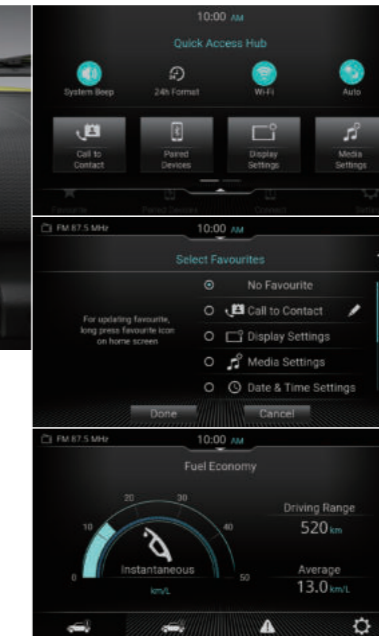 10:00 AM
Quick Access Hub
System Beep
24h Format
Wi-Fi
Auto
Call to
Contact
Paired
Devices
Display
Settings
Media
Settings
Favourite
Paired Devices
Connect
FM 87.5 MHz
10:00 AM
Select Favourites
For updating favourite,
long press favourite icon
on home screen
No Favourite
Call to Contact
Display Settings
Media Settings
Date & Time Settings
Done
Cancel
FM 87.5 MHz
10:00 AM
Fuel Economy
0
10
20
30
40
50
Instantaneous
km/L
Driving Range
520 km
Average
13.0 km/L